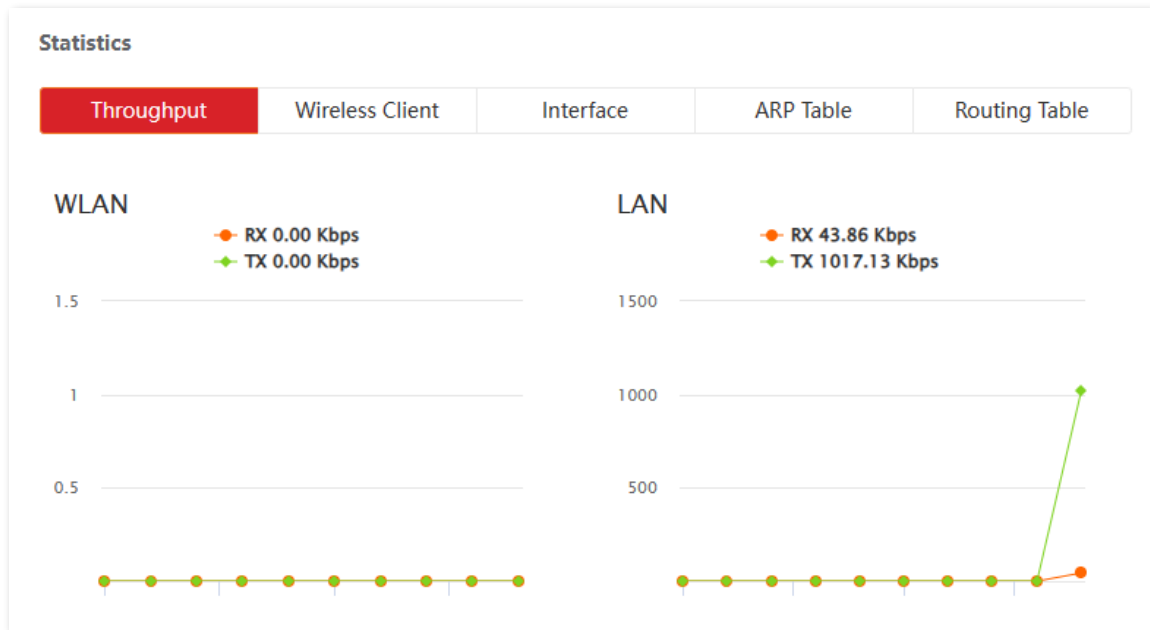 Statistics
Throughput Wireless Client Interface ARP Table Routing Table
WLAN
RX 0.00 Kbps
TX 0.00 Kbps
1.5
1
0.5
LAN
RX 43.86 Kbps
TX 1017.13 Kbps
1500
1000
500